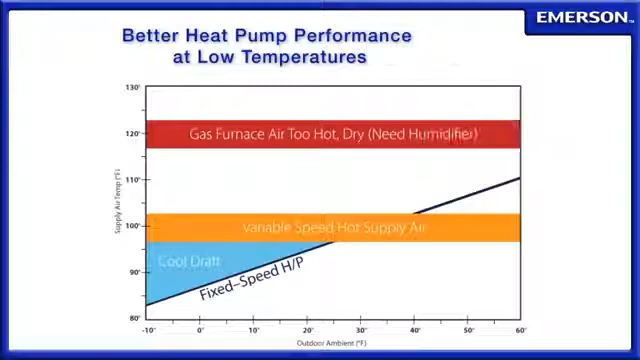 EMERSON™
Better Heat Pump Performance
at Low Temperatures
130°
120°
110°
100°
90°
80°
Supply Air Temp (°F)
Gas Furnace Air Too Hot, Dry (Need Humidifier)
Variable Speed Hot Supply Air
Cool Draft
Fixed-Speed H/P
-10° 0° 10° 20° 30° 40° 50° 60°
Outdoor Ambient (°F)